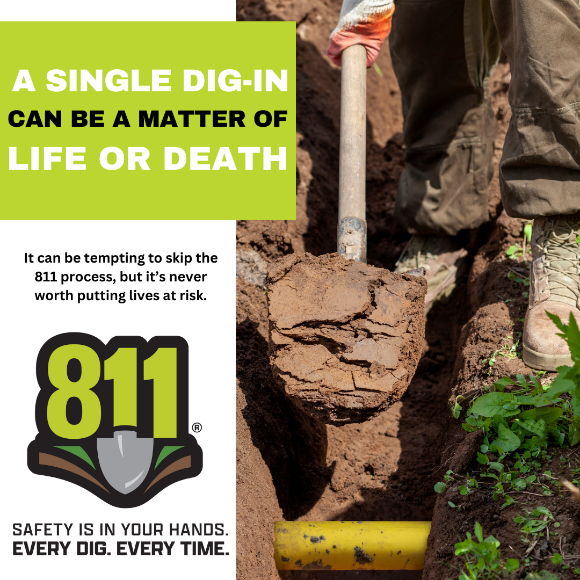 A SINGLE DIG-IN
CAN BE A MATTER OF
LIFE OR DEATH
It can be tempting to skip the
811 process, but it’s never
worth putting lives at risk.
811®
SAFETY IS IN YOUR HANDS.
EVERY DIG. EVERY TIME.